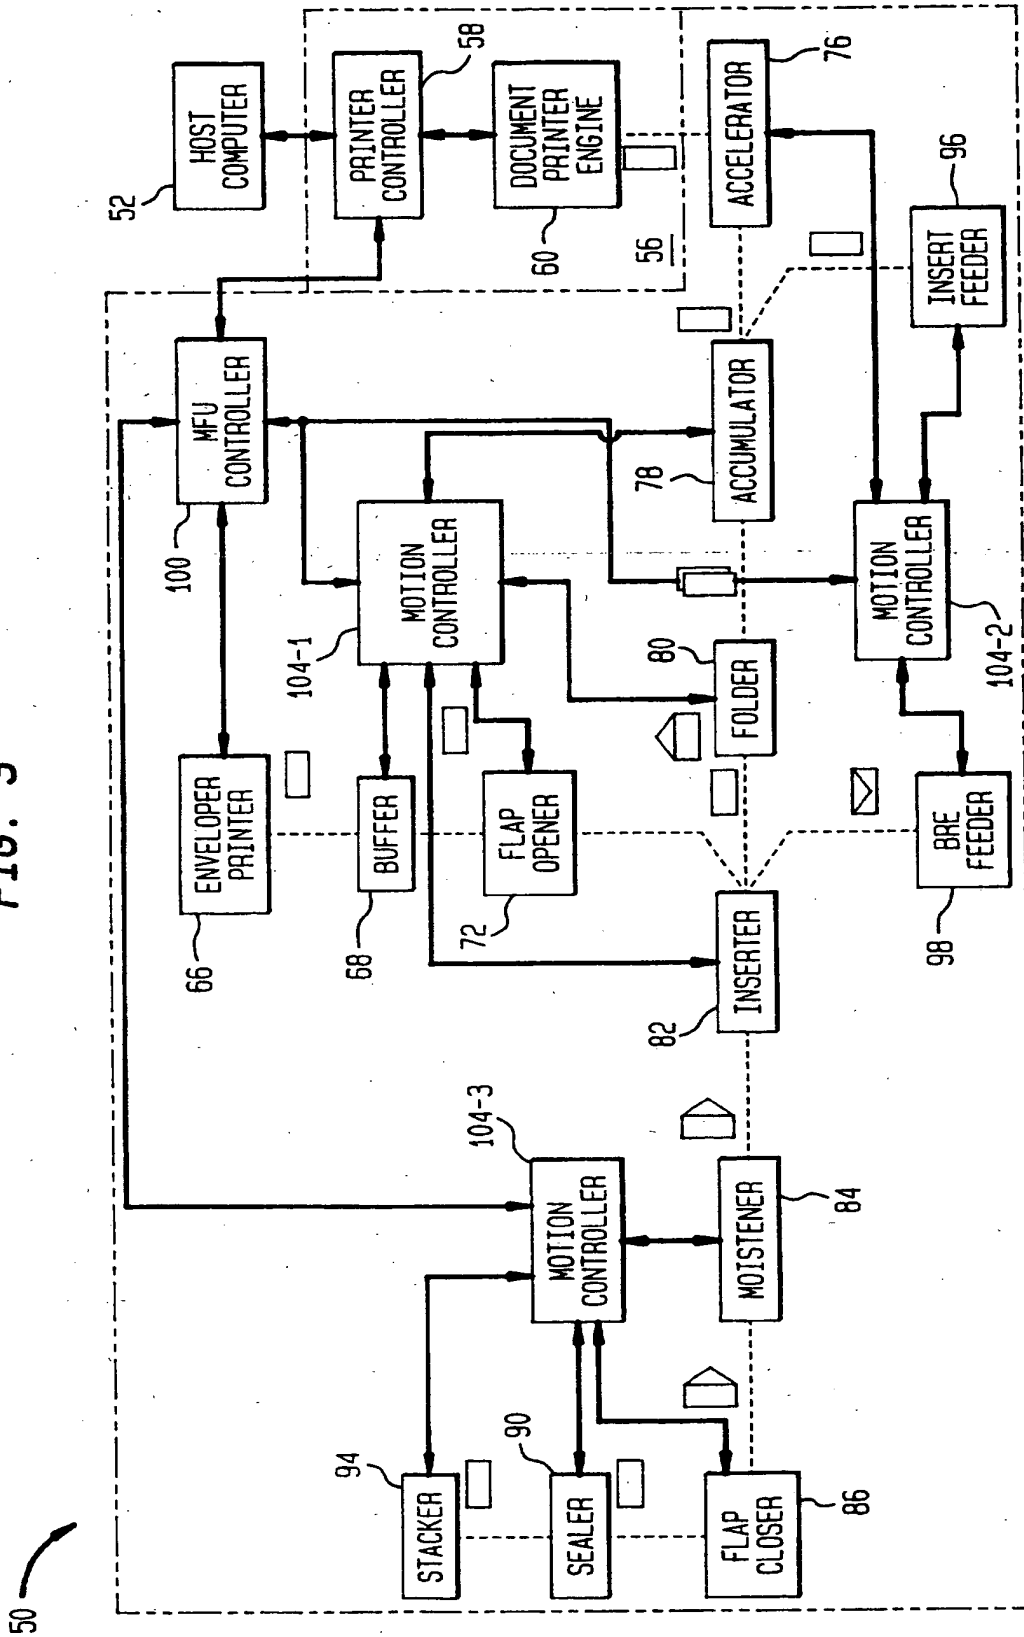 FIG.
50
52
HOST
COMPUTER
58
PRINTER
CONTROLLER
DOCUMENT
PRINTER
ENGINE
60
56
76
ACCELERATOR
96
INSERT
FEEDER
100
MFU
CONTROLLER
104-1
MOTION
CONTROLLER
78
ACCUMULATOR
MOTION
CONTROLLER
104-2
66
ENVELOPER
PRINTER
68
BUFFER
72
FLAP
OPENER
80
FOLDER
82
INSERTER
98
BRE
FEEDER
104-3
MOTION
CONTROLLER
MOISTENER
84
94
STACKER
90
SEALER
FLAP
CLOSER
86